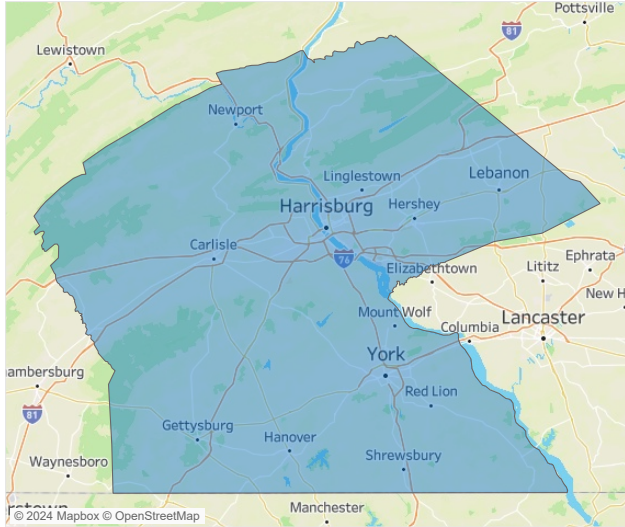 Pottsville
81
Lewistown
Newport
Linglestown
Lebanon
Harrisburg
Hershey
Carlisle
76
Elizabethtown
Ephrata
Lititz
New H
Mount Wolf
Lancaster
Columbia
York
ambersburg
Red Lion
81
Gettysburg
Hanover
Shrewsbury
Waynesboro
rstown
Manchester
© 2024 Mapbox © OpenStreetMap